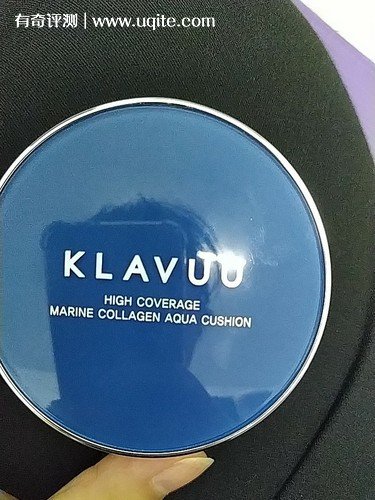 有奇评测 | www.uqite.com
KLAVUU
HIGH COVERAGE
MARINE COLLAGEN AQUA CUSHION